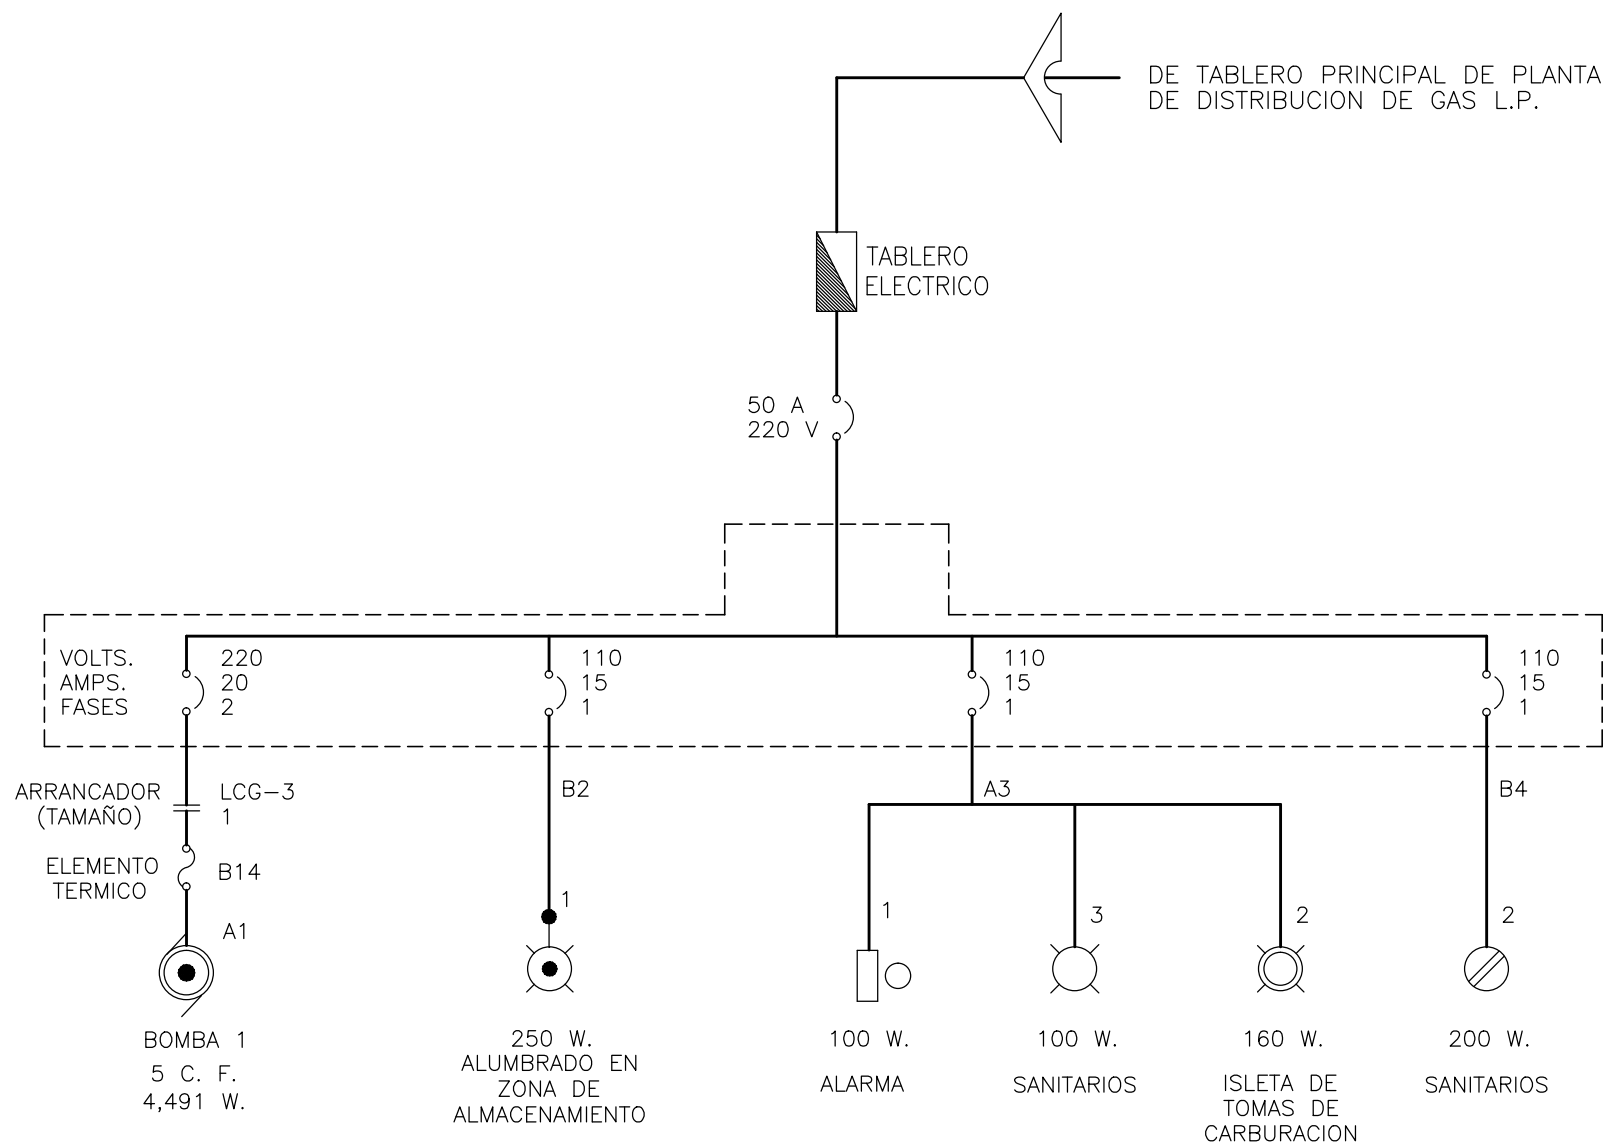 DE TABLERO PRINCIPAL DE PLANTA
DE DISTRIBUCION DE GAS L.P.
TABLERO
ELECTRICO
50 A
220 V
VOLTS.
AMPS.
FASES
220
20
2
110
15
1
110
15
1
110
15
1
ARRANCADOR
(TAMAÑO)
LCG-3
1
ELEMENTO
TERMICO
B14
A1
B2
1
A3
1
3
2
B4
2
BOMBA 1
5 C. F.
4,491 W.
250 W.
ALUMBRADO EN
ZONA DE
ALMACENAMIENTO
100 W.
ALARMA
100 W.
SANITARIOS
160 W.
ISLETA DE
TOMAS DE
CARBURACION
200 W.
SANITARIOS